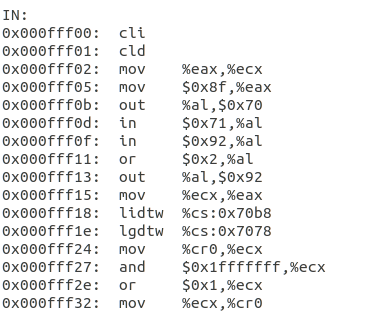 IN:
0x000fff00:  cli
0x000fff01:  cld
0x000fff02:  mov    %eax,%ecx
0x000fff05:  mov    $0x8f,%eax
0x000fff0b:  out    %al,$0x70
0x000fff0d:  in     $0x71,%al
0x000fff0f:  in     $0x92,%al
0x000fff11:  or     $0x2,%al
0x000fff13:  out    %al,$0x92
0x000fff15:  mov    %ecx,%eax
0x000fff18:  lidtw  %cs:0x70b8
0x000fff1e:  lgdtw  %cs:0x7078
0x000fff24:  mov    %cr0,%ecx
0x000fff27:  and    $0x1fffffff,%ecx
0x000fff2e:  or     $0x1,%ecx
0x000fff32:  mov    %ecx,%cr0